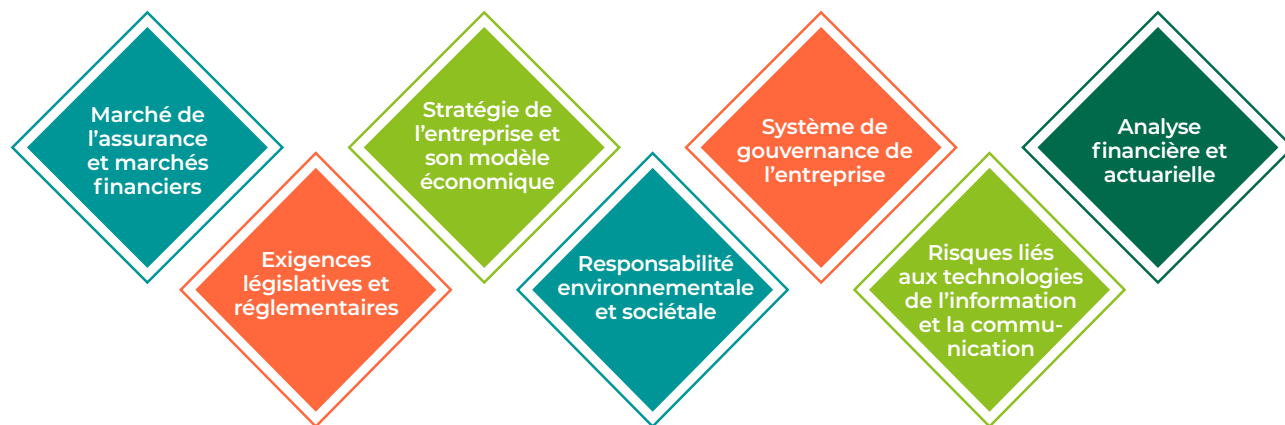 Marché de
l'assurance
et marchés
financiers
Exigences
législatives et
réglementaires
Stratégie de
l'entreprise et
son modèle
économique
Responsabilité
environnementale
et sociétale
Système de
gouvernance de
l'entreprise
Risques liés
aux technologies
de l'information
et la commu-
nication
Analyse
financière et
actuarielle